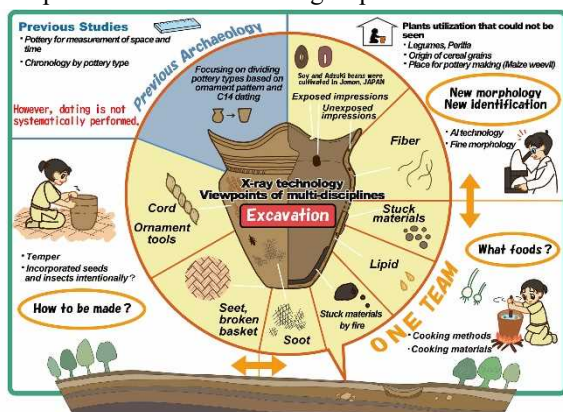 Previous Studies
・Pottery for measurement of space and
time
・Chronology by pottery type
However, dating is not
systematically performed.
Previous Archaeology
Focusing on dividing
pottery types based on
ornament pattern and
C14 dating
Plants utilization that could not be
seen
・Legumes, Perilla
・Origin of cereal grains
・Place for pottery making (Maize weevil)
Soy and Adzuki beans were
cultivated in Jomon, JAPAN
Exposed impressions
Unexposed
impressions
New morphology
New identification
・AI technology
・Fine morphology
Fiber
X-ray technology
Viewpoints of multi-disciplines
Excavation
Cord
Ornament
tools
Stuck
materials
What foods?
Lipid
・Temper
・Incorporated seeds
and insects intentionally?
How to be made?
Seet,
broken
basket
Soot
Stuck materials
by fire
ONE TEAM
・Cooking methods
・Cooking materials